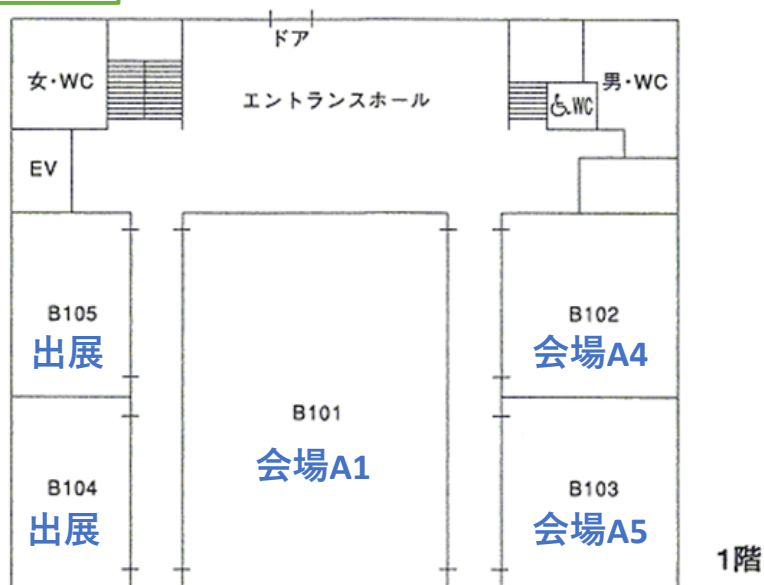 ドア
女・WC
エントランスホール
男・WC
WC
EV
B105
出展
B102
会場A4
B101
会場A1
B104
出展
B103
会場A5
1階